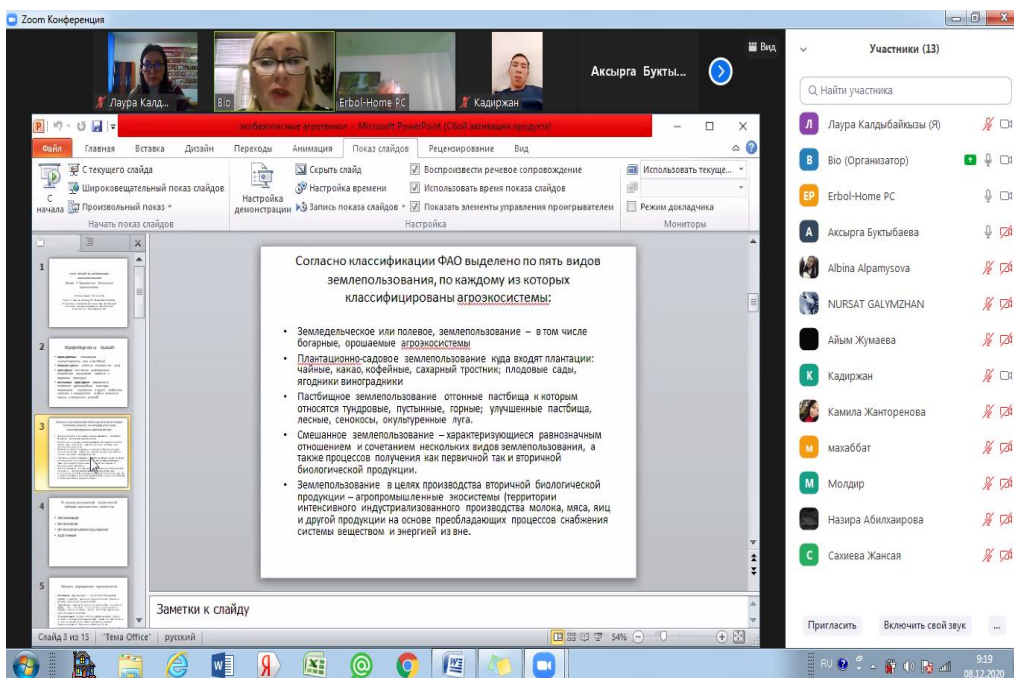 Zoom Конференция
Вид
Участники (13)
Лаура Калд...
Bio
Erbol-Home PC
Кадиржан
Аксырга Букты...
Найти участника
Лаура Калдыбайкызы (Я)
Bio (Организатор)
Erbol-Home PC
Аксырга Буктыбаева
Albina Alpamysova
NURSAT GALYMZHAN
Айым Жумаева
Кадиржан
Камила Жанторенова
махаббат
Молдир
Назира Абилхаирова
Сахиева Жансая
Пригласить
Включить свой звук
...
экобезопасные агротехнол - Microsoft PowerPoint (Сбой активации продукта)
Файл Главная Вставка Дизайн Переходы Анимация Показ слайдов Рецензирование Вид
С начала
С текущего слайда
Широковещательный показ слайдов
Произвольный показ
Начать показ слайдов
Настройка демонстрации
Скрыть слайд
Настройка времени
Запись показа слайдов
Воспроизвести речевое сопровождение
Использовать время показа слайдов
Показать элементы управления проигрывателем
Настройка
Использовать текуще...
Режим докладчика
Мониторы
1
2
3
4
5
Согласно классификации ФАО выделено по пять видов
землепользования, по каждому из которых
классифицированы агроэкосистемы:
• Земледельческое или полевое, землепользование – в том числе
богарные, орошаемые агроэкосистемы
• Плантационно-садовое землепользование куда входят плантации:
чайные, какао, кофейные, сахарный тростник; плодовые сады,
ягодники виноградники
• Пастбищное землепользование отгонные пастбища к которым
относятся тундровые, пустынные, горные; улучшенные пастбища,
лесные, сенокосы, окультуренные луга.
• Смешанное землепользование – характеризующиеся равнозначным
отношением и сочетанием нескольких видов землепользования, а
также процессов получения как первичной так и вторичной
биологической продукции.
• Землепользование в целях производства вторичной биологической
продукции – агропромышленные экосистемы (территории
интенсивного индустриализованного производства молока, мяса, яиц
и другой продукции на основе преобладающих процессов снабжения
системы веществом и энергией из вне.
Заметки к слайду
Слайд 3 из 15 "Тема Office" русский 54%
RU
9:19
08.12.2020